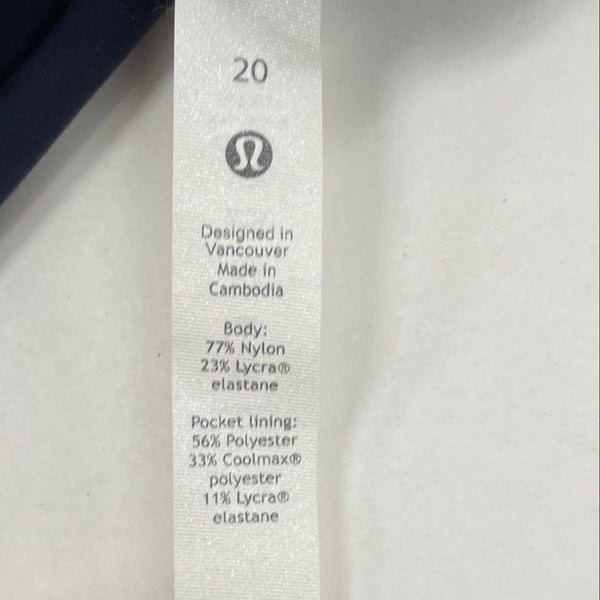 20
Designed in
Vancouver
Made in
Cambodia
Body:
77% Nylon
23% Lycra®
elastane
Pocket lining:
56% Polyester
33% Coolmax®
polyester
11% Lycra®
elastane